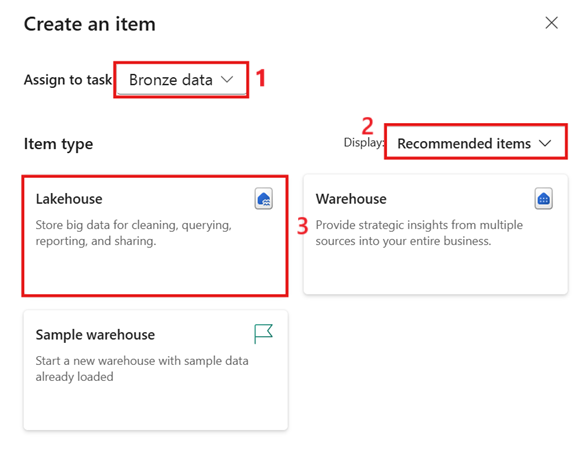 Create an item
Assign to task Bronze data 1
2
Item type Display: Recommended items
Lakehouse
Store big data for cleaning, querying,
reporting, and sharing.
3
Warehouse
Provide strategic insights from multiple
sources into your entire business.
Sample warehouse
Start a new warehouse with sample data
already loaded